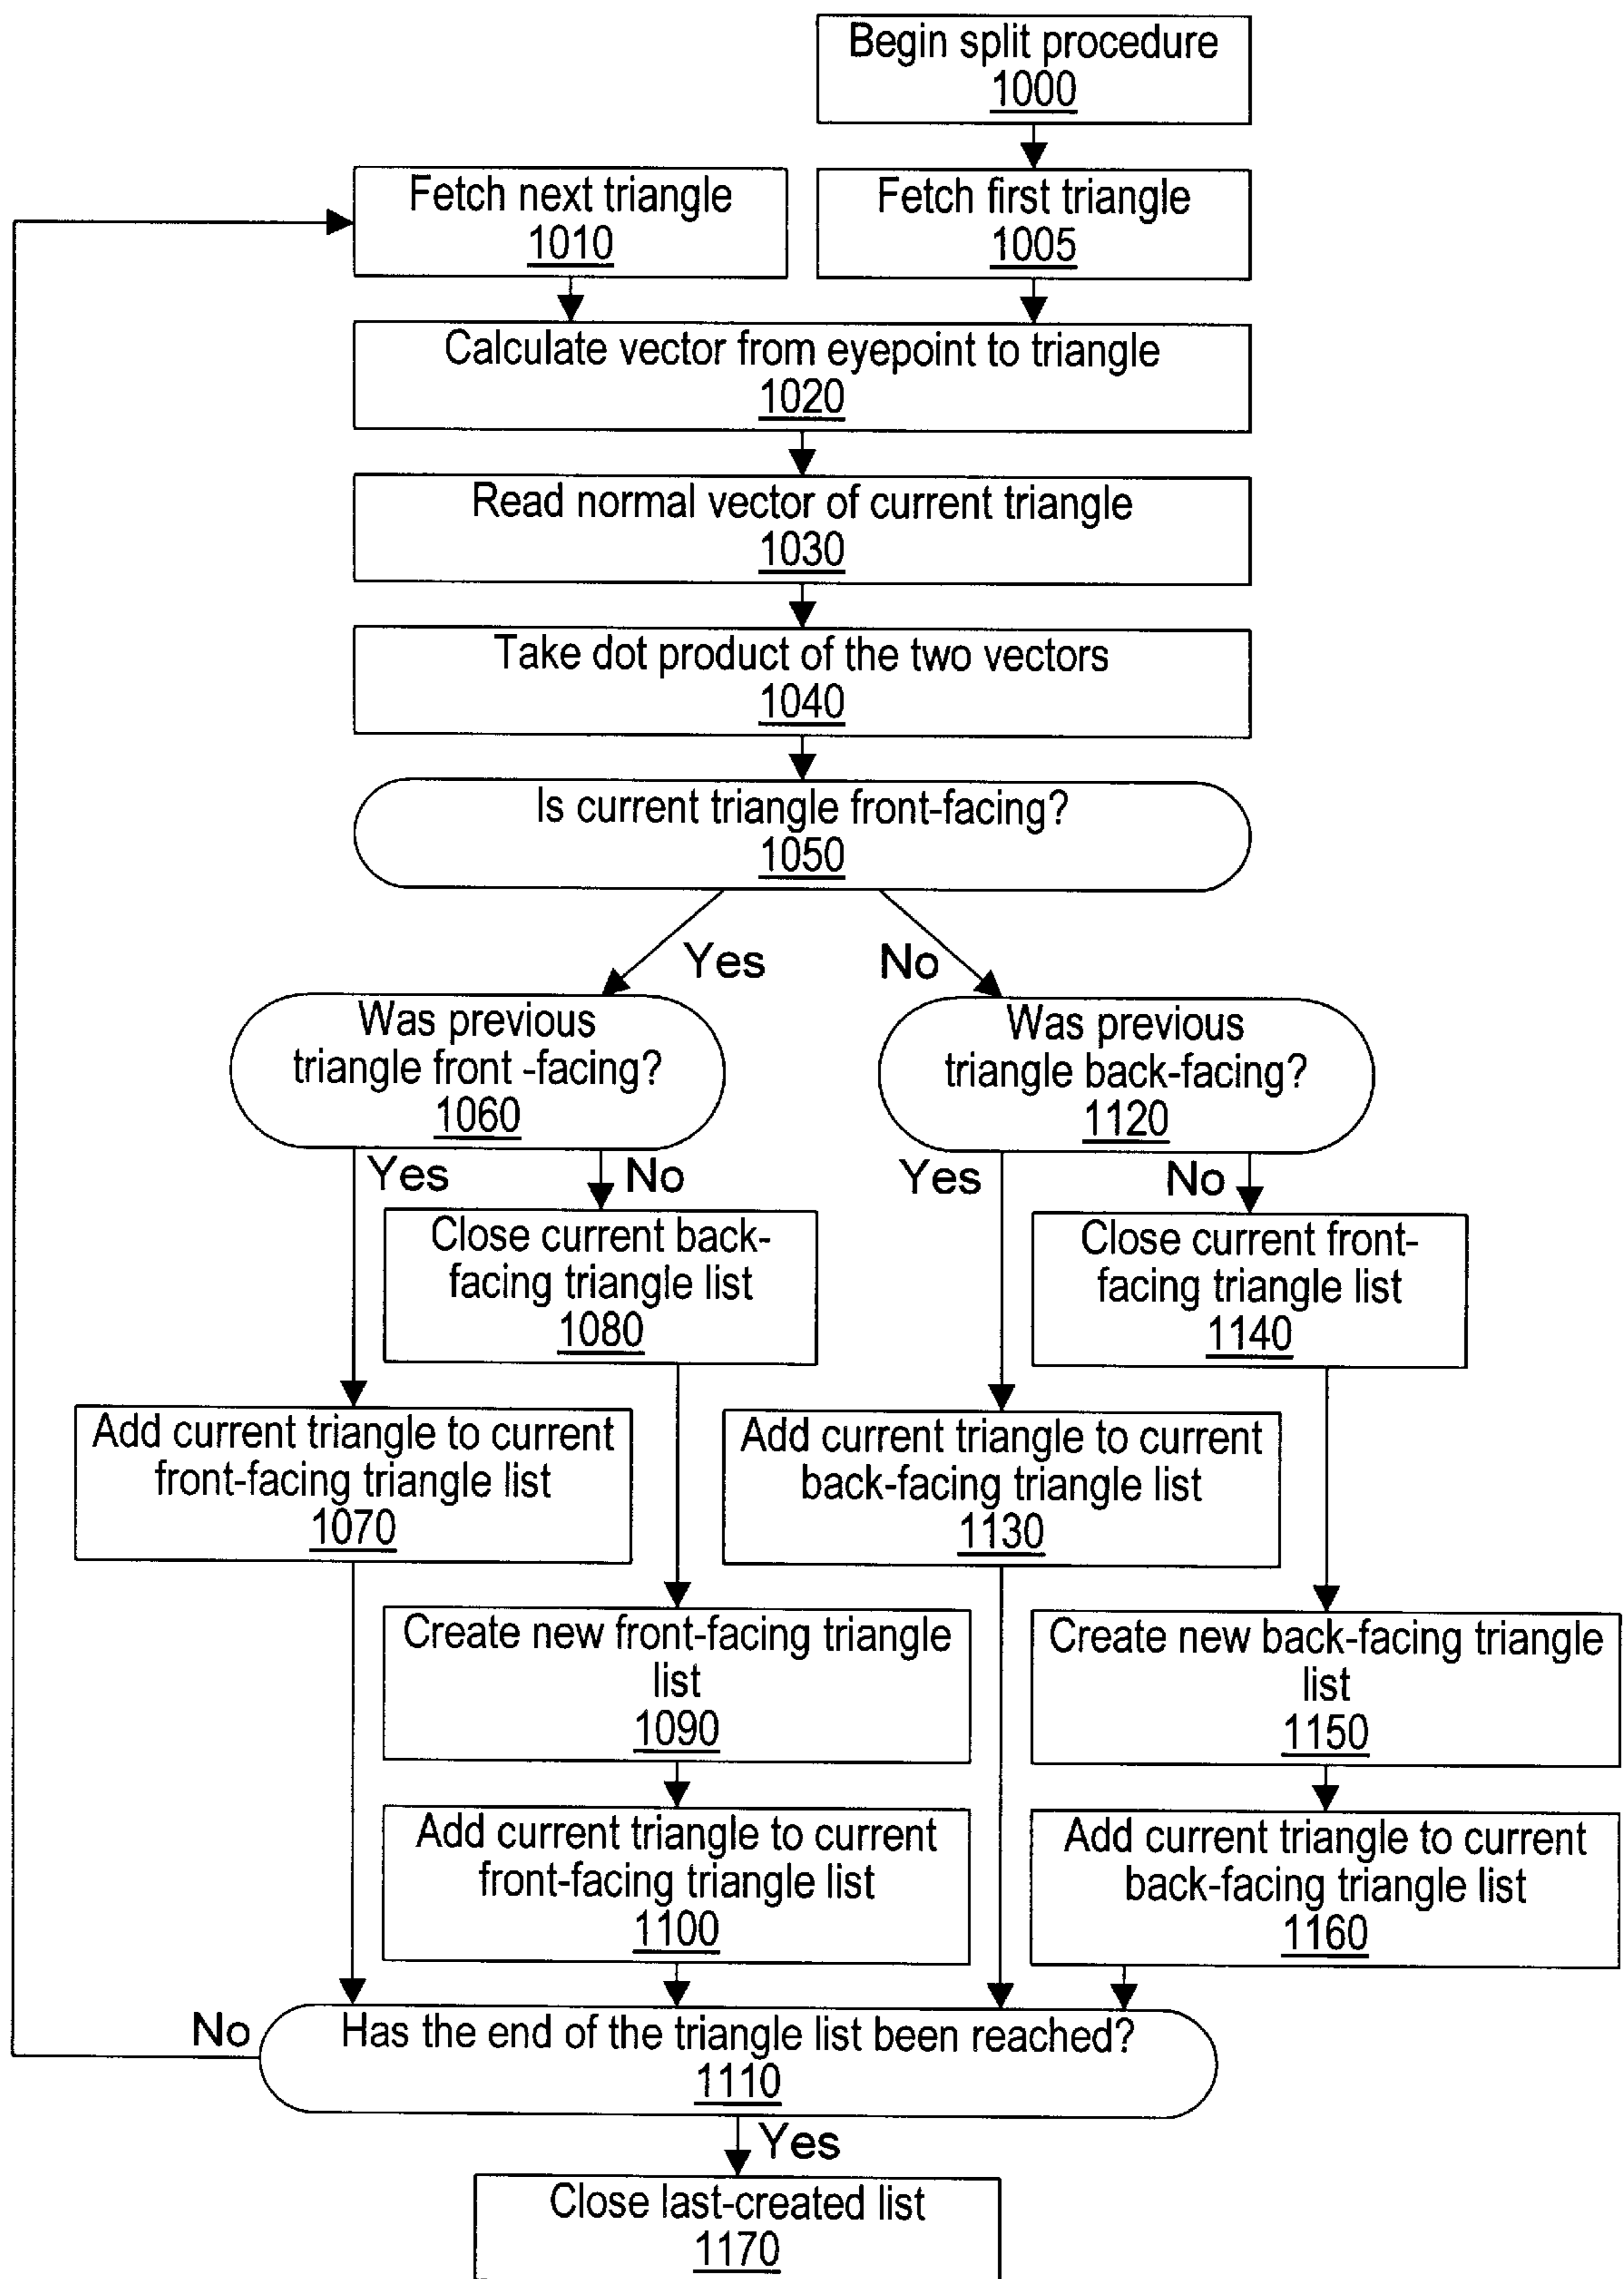 Begin split procedure
1000
Fetch next triangle
1010
Fetch first triangle
1005
Calculate vector from eyepoint to triangle
1020
Read normal vector of current triangle
1030
Take dot product of the two vectors
1040
Is current triangle front-facing?
1050
Yes
No
Was previous
triangle front -facing?
1060
Was previous
triangle back-facing?
1120
Yes
No
Yes
No
Close current back-
facing triangle list
1080
Close current front-
facing triangle list
1140
Add current triangle to current
front-facing triangle list
1070
Add current triangle to current
back-facing triangle list
1130
Create new front-facing triangle
list
1090
Create new back-facing triangle
list
1150
Add current triangle to current
front-facing triangle list
1100
Add current triangle to current
back-facing triangle list
1160
No
Has the end of the triangle list been reached?
1110
Yes
Close last-created list
1170